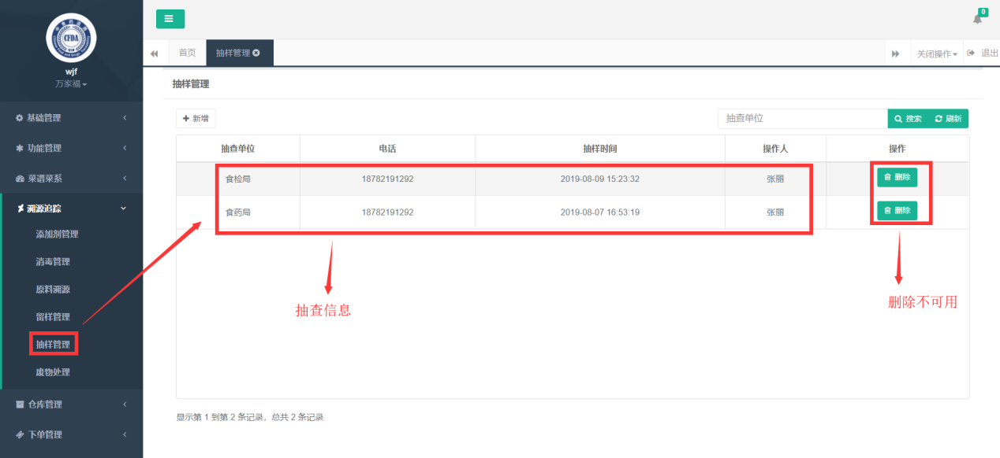 CFDA
wjf
万家福
基础管理
功能管理
菜谱菜系
溯源追踪
添加剂管理
消毒管理
原料溯源
留样管理
抽样管理
废物处理
仓库管理
下单管理
0
首页
抽样管理
关闭操作
退出
抽样管理
新增
抽查单位
搜索
刷新
抽查单位 电话 抽样时间 操作人 操作
食检局 18782191292 2019-08-09 15:23:32 张丽 删除
食药局 18782191292 2019-08-07 16:53:19 张丽 删除
抽查信息
删除不可用
显示第 1 到第 2 条记录，总共 2 条记录